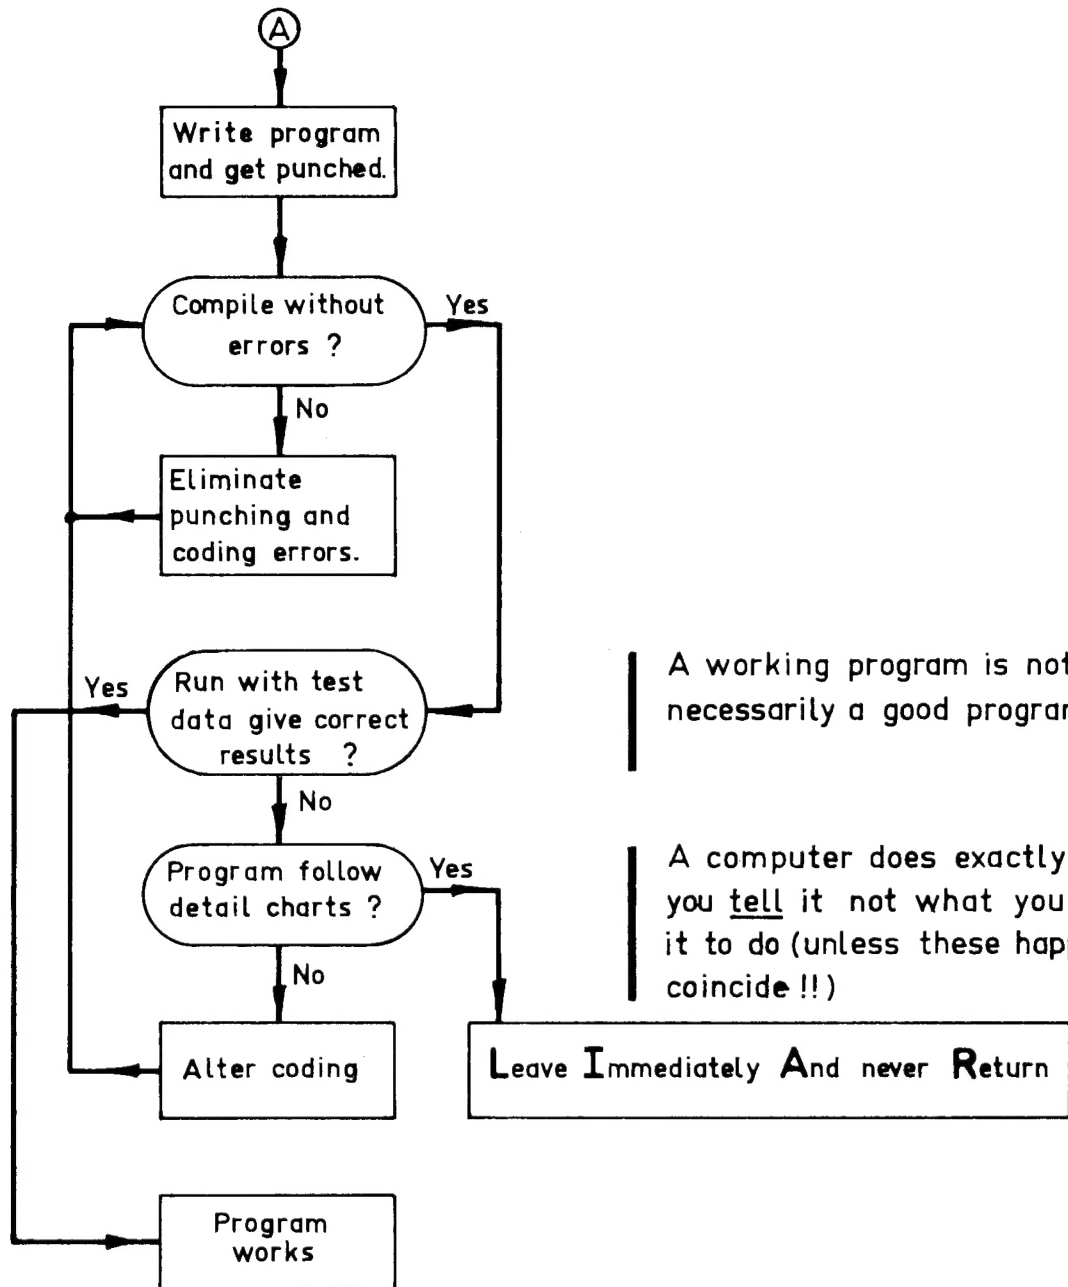 A
Write program
and get punched.
Compile without
errors ?
Yes
No
Eliminate
punching and
coding errors.
Yes
Run with test
data give correct
results ?
No
Program follow
detail charts ?
Yes
No
Alter coding
Program
works
A working program is not
necessarily a good program
A computer does exactly
you tell it not what you
it to do (unless these
coincide !!)
Leave Immediately And never Return